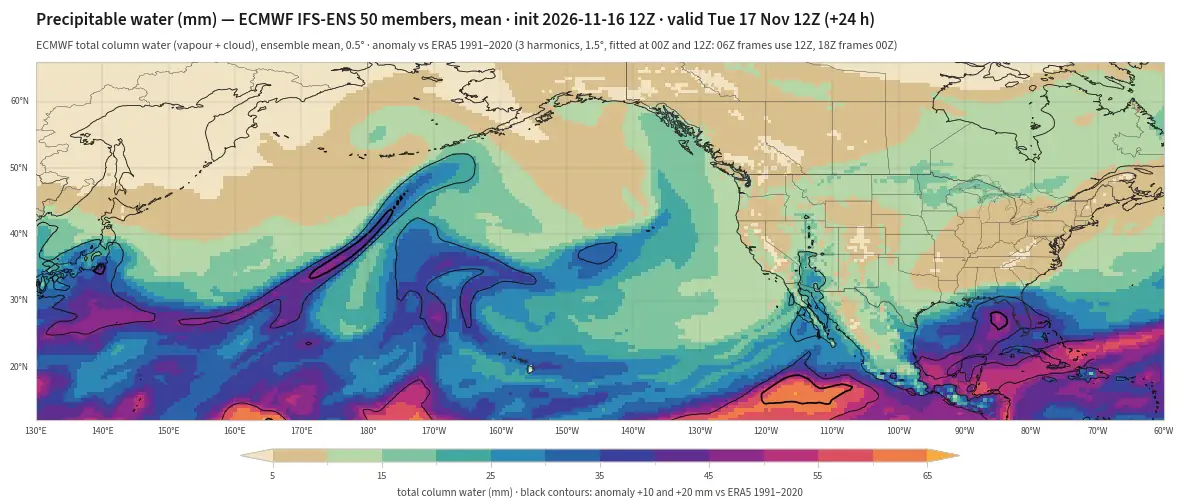 Precipitable water (mm) — ECMWF IFS-ENS 50 members, mean · init 2026-11-16 12Z · valid Tue 17 Nov 12Z (+24 h)
ECMWF total column water (vapour + cloud), ensemble mean, 0.5° · anomaly vs ERA5 1991–2020 (3 harmonics, 1.5°, fitted at 00Z and 12Z: 06Z frames use 12Z, 18Z frames 00Z)
60°N
50°N
40°N
30°N
20°N
130°E 140°E 150°E 160°E 170°E 180° 170°W 160°W 150°W 140°W 130°W 120°W 110°W 100°W 90°W 80°W 70°W 60°W
5 15 25 35 45 55 65
total column water (mm) · black contours: anomaly +10 and +20 mm vs ERA5 1991–2020